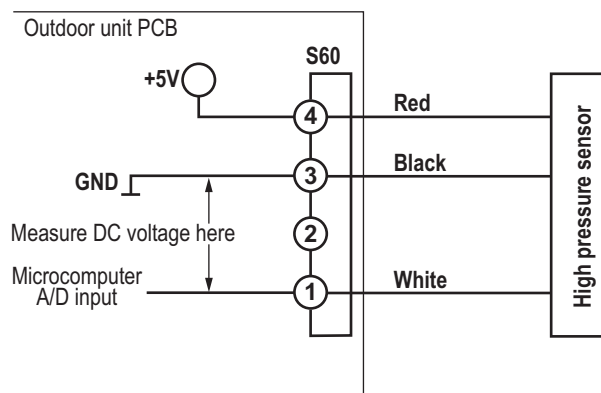 Outdoor unit PCB
S60
+5V
4
Red
GND
3
Black
Measure DC voltage here
2
Microcomputer
A/D input
1
White
High pressure sensor